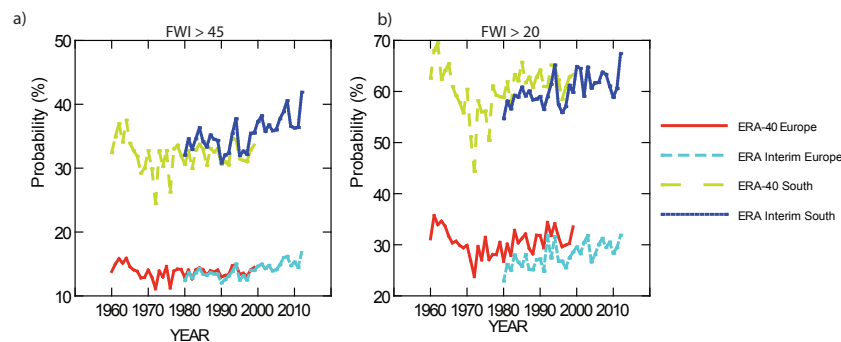 a)
FWI > 45
b)
FWI > 20
Probability (%)
50
40
30
20
10
1960 1970 1980 1990 2000 2010
YEAR
Probability (%)
70
60
50
40
30
20
1960 1970 1980 1990 2000 2010
YEAR
ERA-40 Europe
ERA Interim Europe
ERA-40 South
ERA Interim South